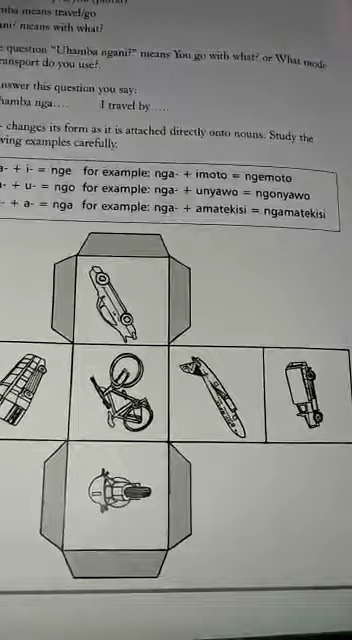 means travel/go
means with what?
question "Uhamba ngani?" means You go with what? or What mode
transport do you use?
answer this question you say:
hamba nga.... I travel by.....
- changes its form as it is attached directly onto nouns. Study the
examples carefully.
a- + i- = nge for example: nga- + imoto = ngemoto
a- + u- = ngo for example: nga- + unyawo = ngonyawo
- + a- = nga for example: nga- + amatekisi = ngamatekisi